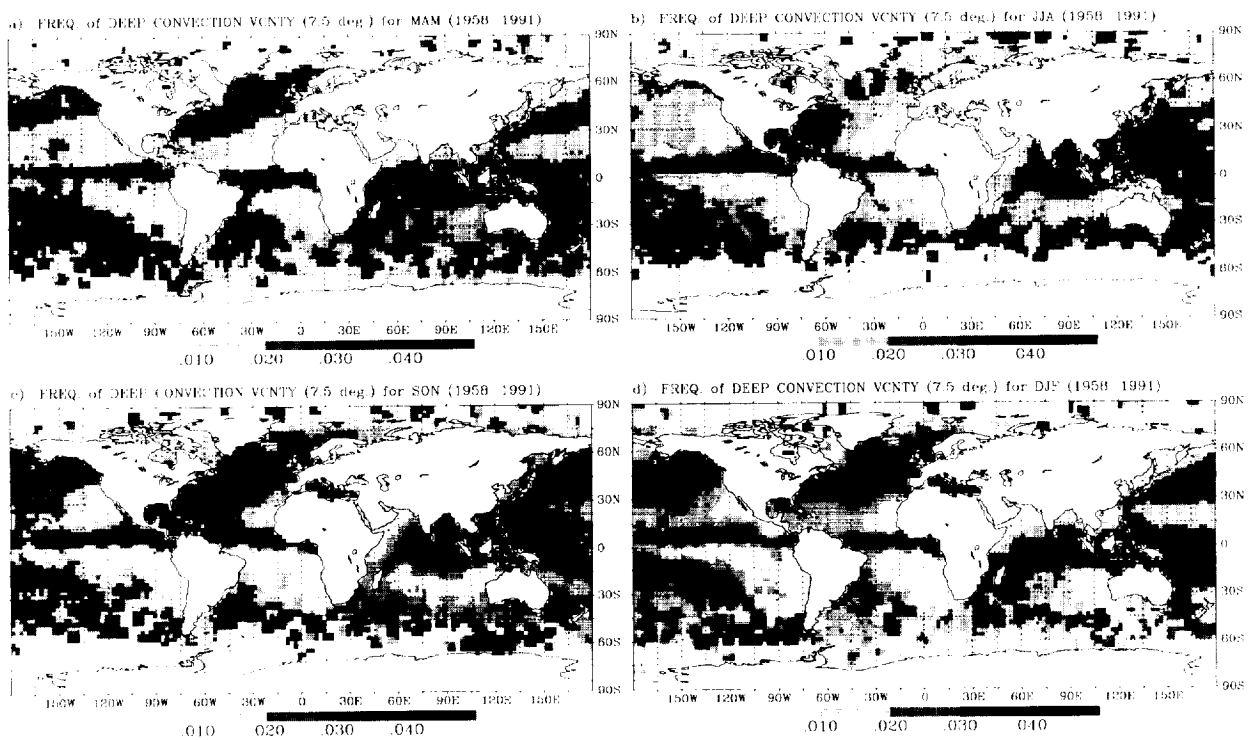 a) FREQ. of DEEP CONVECTION VCNTY (7.5 deg.) for MAM (1958 1991)
90N
60N
30N
0
30S
60S
90S
150W 120W 90W 60W 30W 0 30E 60E 90E 120E 150E
.010 .020 .030 .040
b) FREQ. of DEEP CONVECTION VCNTY (7.5 deg.) for JJA (1958 1991)
90N
60N
30N
0
30S
60S
90S
150W 120W 90W 60W 30W 0 30E 60E 90E 120E 150E
.010 .020 .030 040
c) FREQ. of DEEP CONVECTION VCNTY (7.5 deg.) for SON (1958 1991)
90N
60N
30N
0
30S
60S
90S
150W 120W 90W 60W 30W 0 30E 60E 90E 120E 150E
.010 .020 .030 .040
d) FREQ. of DEEP CONVECTION VCNTY (7.5 deg.) for DJF (1958 1991)
90N
60N
30N
0
30S
60S
90S
150W 120W 90W 60W 30W 0 30E 60E 90E 120E 150E
.010 .020 .030 040